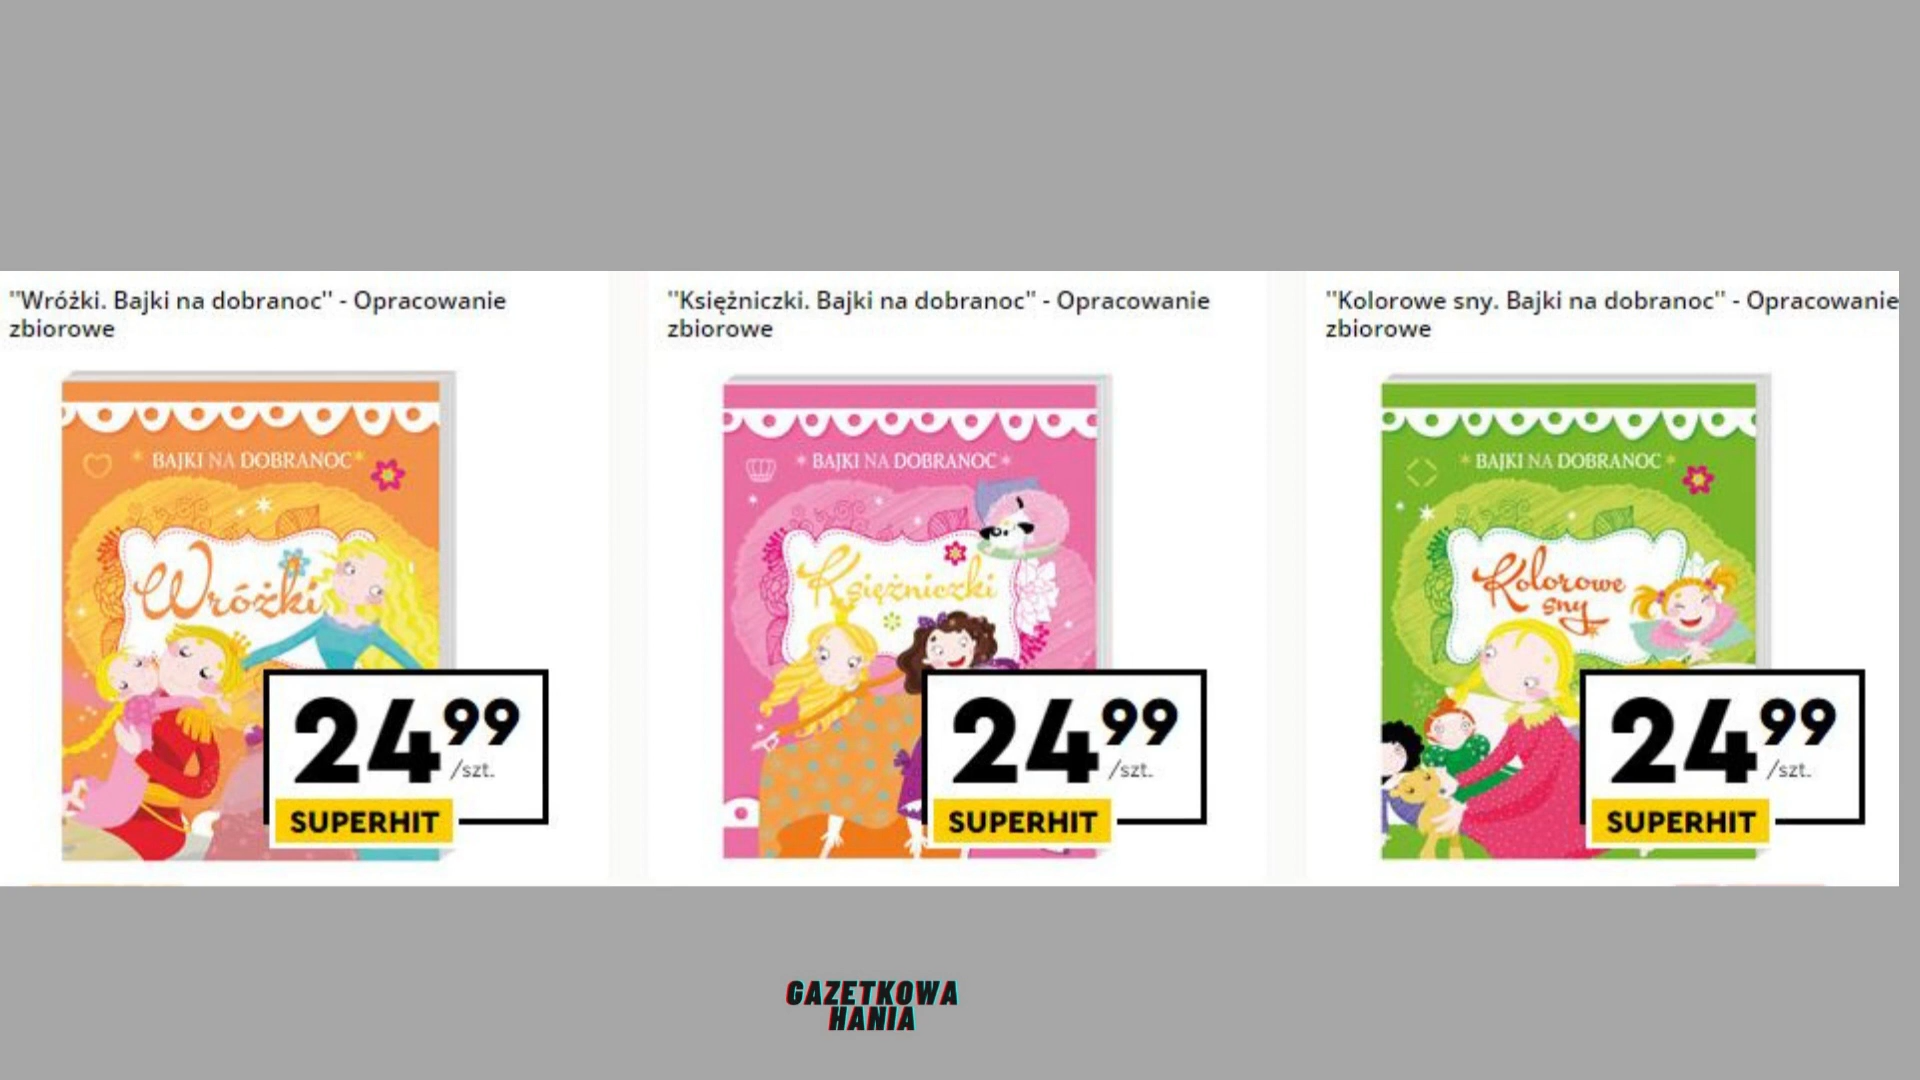 "Wróżki. Bajki na dobranoc" - Opracowanie
zbiorowe
BAJKI NA DOBRANOC
Wróżki
24 99
/szt.
SUPERHIT
"Księżniczki. Bajki na dobranoc" - Opracowanie
zbiorowe
BAJKI NA DOBRANOC
Księżniczki
24 99
/szt.
SUPERHIT
"Kolorowe sny. Bajki na dobranoc" - Opracowanie
zbiorowe
BAJKI NA DOBRANOC
Kolorowe
sny
24 99
/szt.
SUPERHIT
GAZETKOWA
HANIA